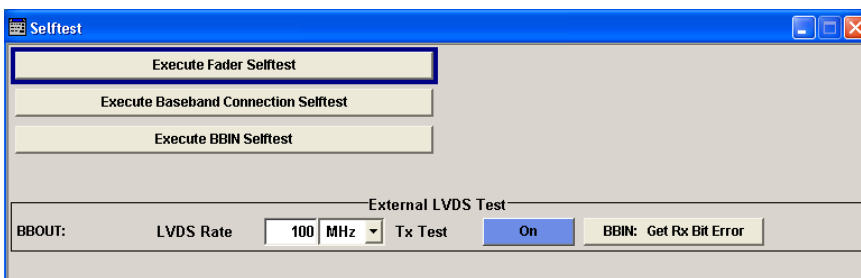 Selftest
Execute Fader Selftest
Execute Baseband Connection Selftest
Execute BBIN Selftest
External LVDS Test
BBOUT: LVDS Rate 100 MHz Tx Test On BBIN: Get Rx Bit Error